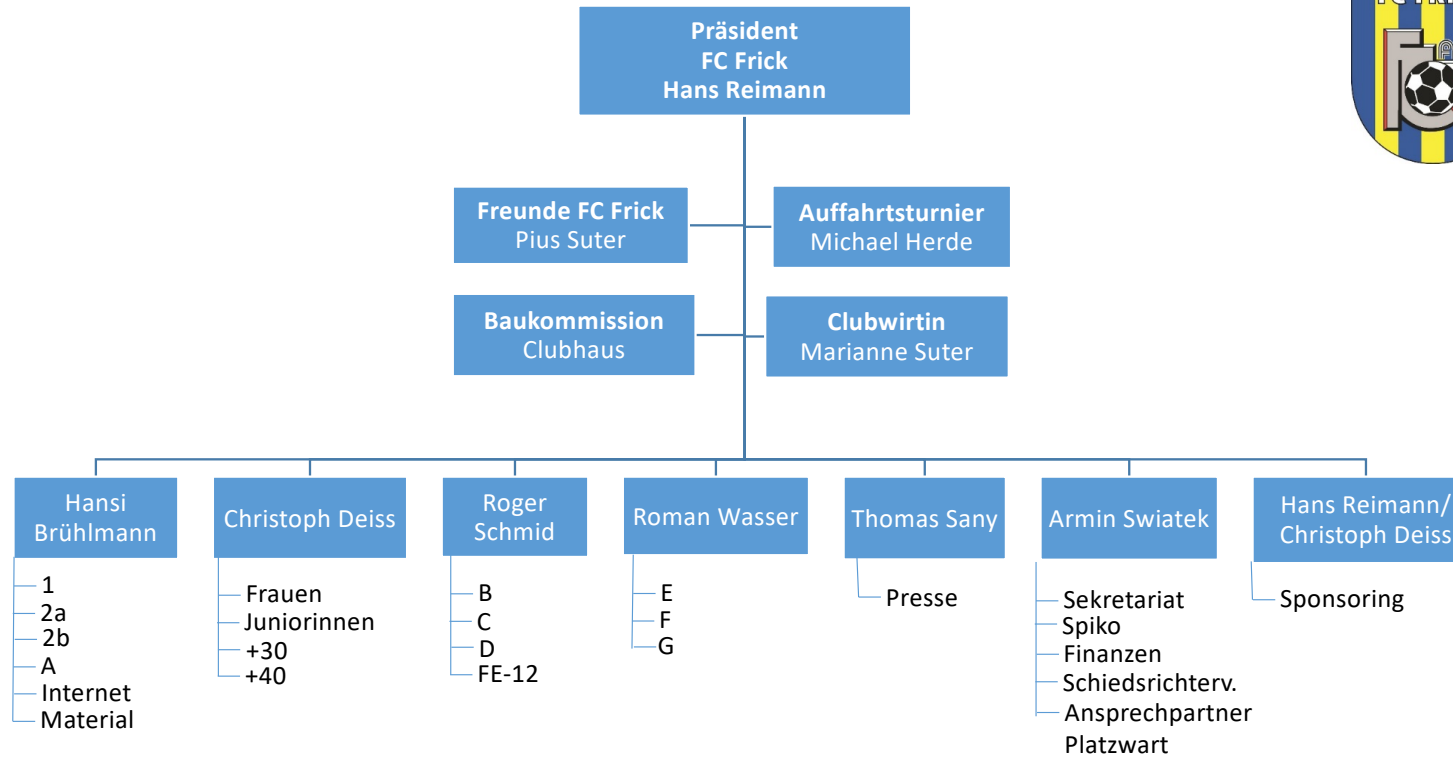 Präsident
FC Frick
Hans Reimann
Freunde FC Frick
Pius Suter
Auffahrtsturnier
Michael Herde
Baukommission
Clubhaus
Clubwirtin
Marianne Suter
Hansi
Brühlmann
1
2a
2b
A
Internet
Material
Christoph Deiss
Frauen
Juniorinnen
+30
+40
Roger
Schmid
B
C
D
FE-12
Roman Wasser
E
F
G
Thomas Sany
Presse
Armin Swiatek
Sekretariat
Spiko
Finanzen
Schiedsrichterv.
Ansprechpartner
Platzwart
Hans Reimann/
Christoph Deiss
Sponsoring